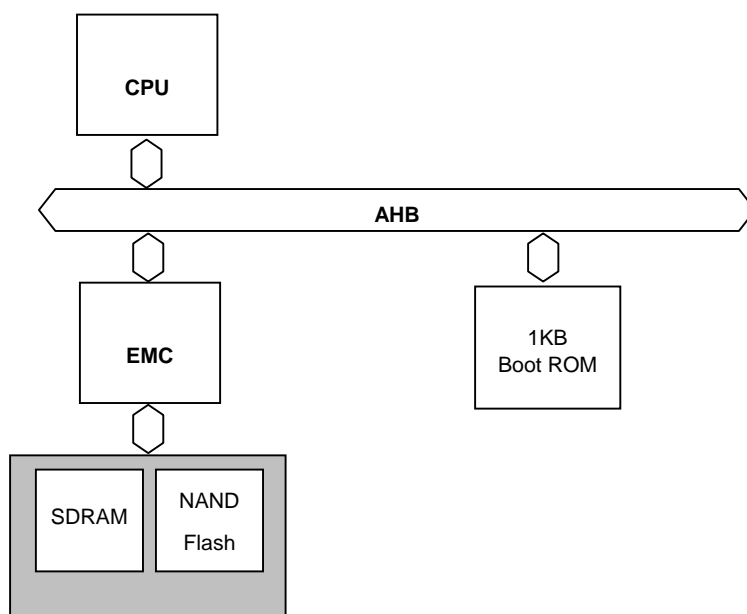 CPU
AHB
EMC
1KB
Boot ROM
SDRAM
NAND
Flash